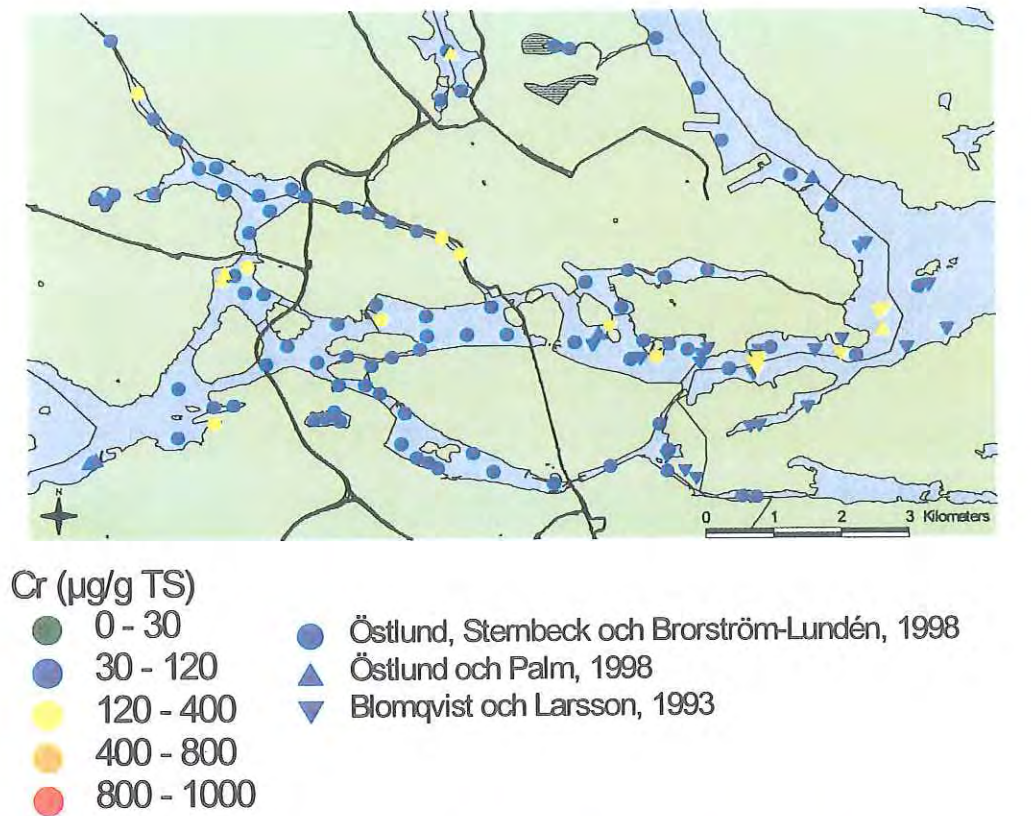 N
0 1 2 3 Kilometers
Cr (µg/g TS)
0 - 30
30 - 120
120 - 400
400 - 800
800 - 1000
Östlund, Sternbeck och Brorström-Lundén, 1998
Östlund och Palm, 1998
Blomqvist och Larsson, 1993